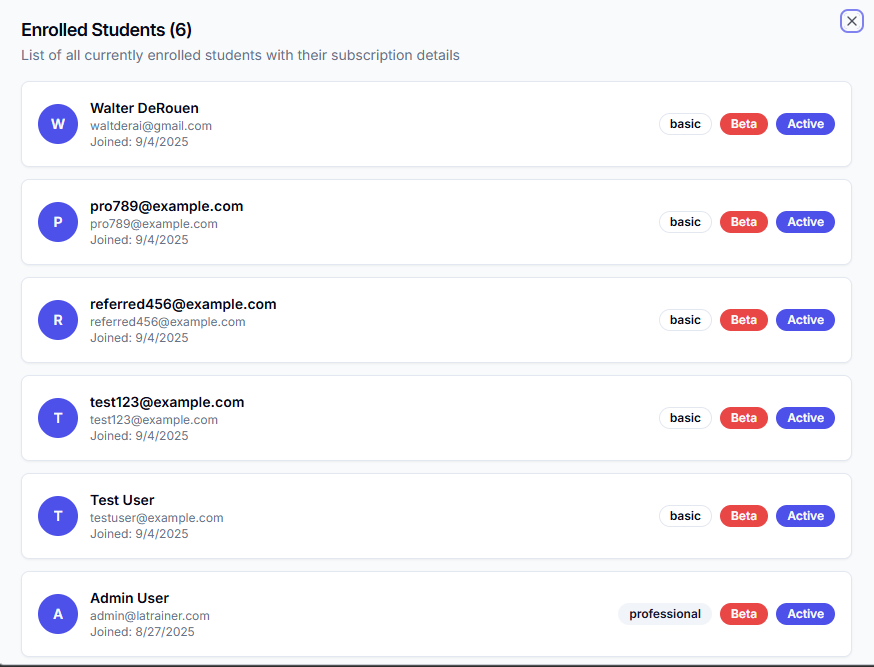 Enrolled Students (6)
List of all currently enrolled students with their subscription details
W
Walter DeRouen
waltderai@gmail.com
Joined: 9/4/2025
basic Beta Active
P
pro789@example.com
pro789@example.com
Joined: 9/4/2025
basic Beta Active
R
referred456@example.com
referred456@example.com
Joined: 9/4/2025
basic Beta Active
T
test123@example.com
test123@example.com
Joined: 9/4/2025
basic Beta Active
T
Test User
testuser@example.com
Joined: 9/4/2025
basic Beta Active
A
Admin User
admin@latrainer.com
Joined: 8/27/2025
professional Beta Active